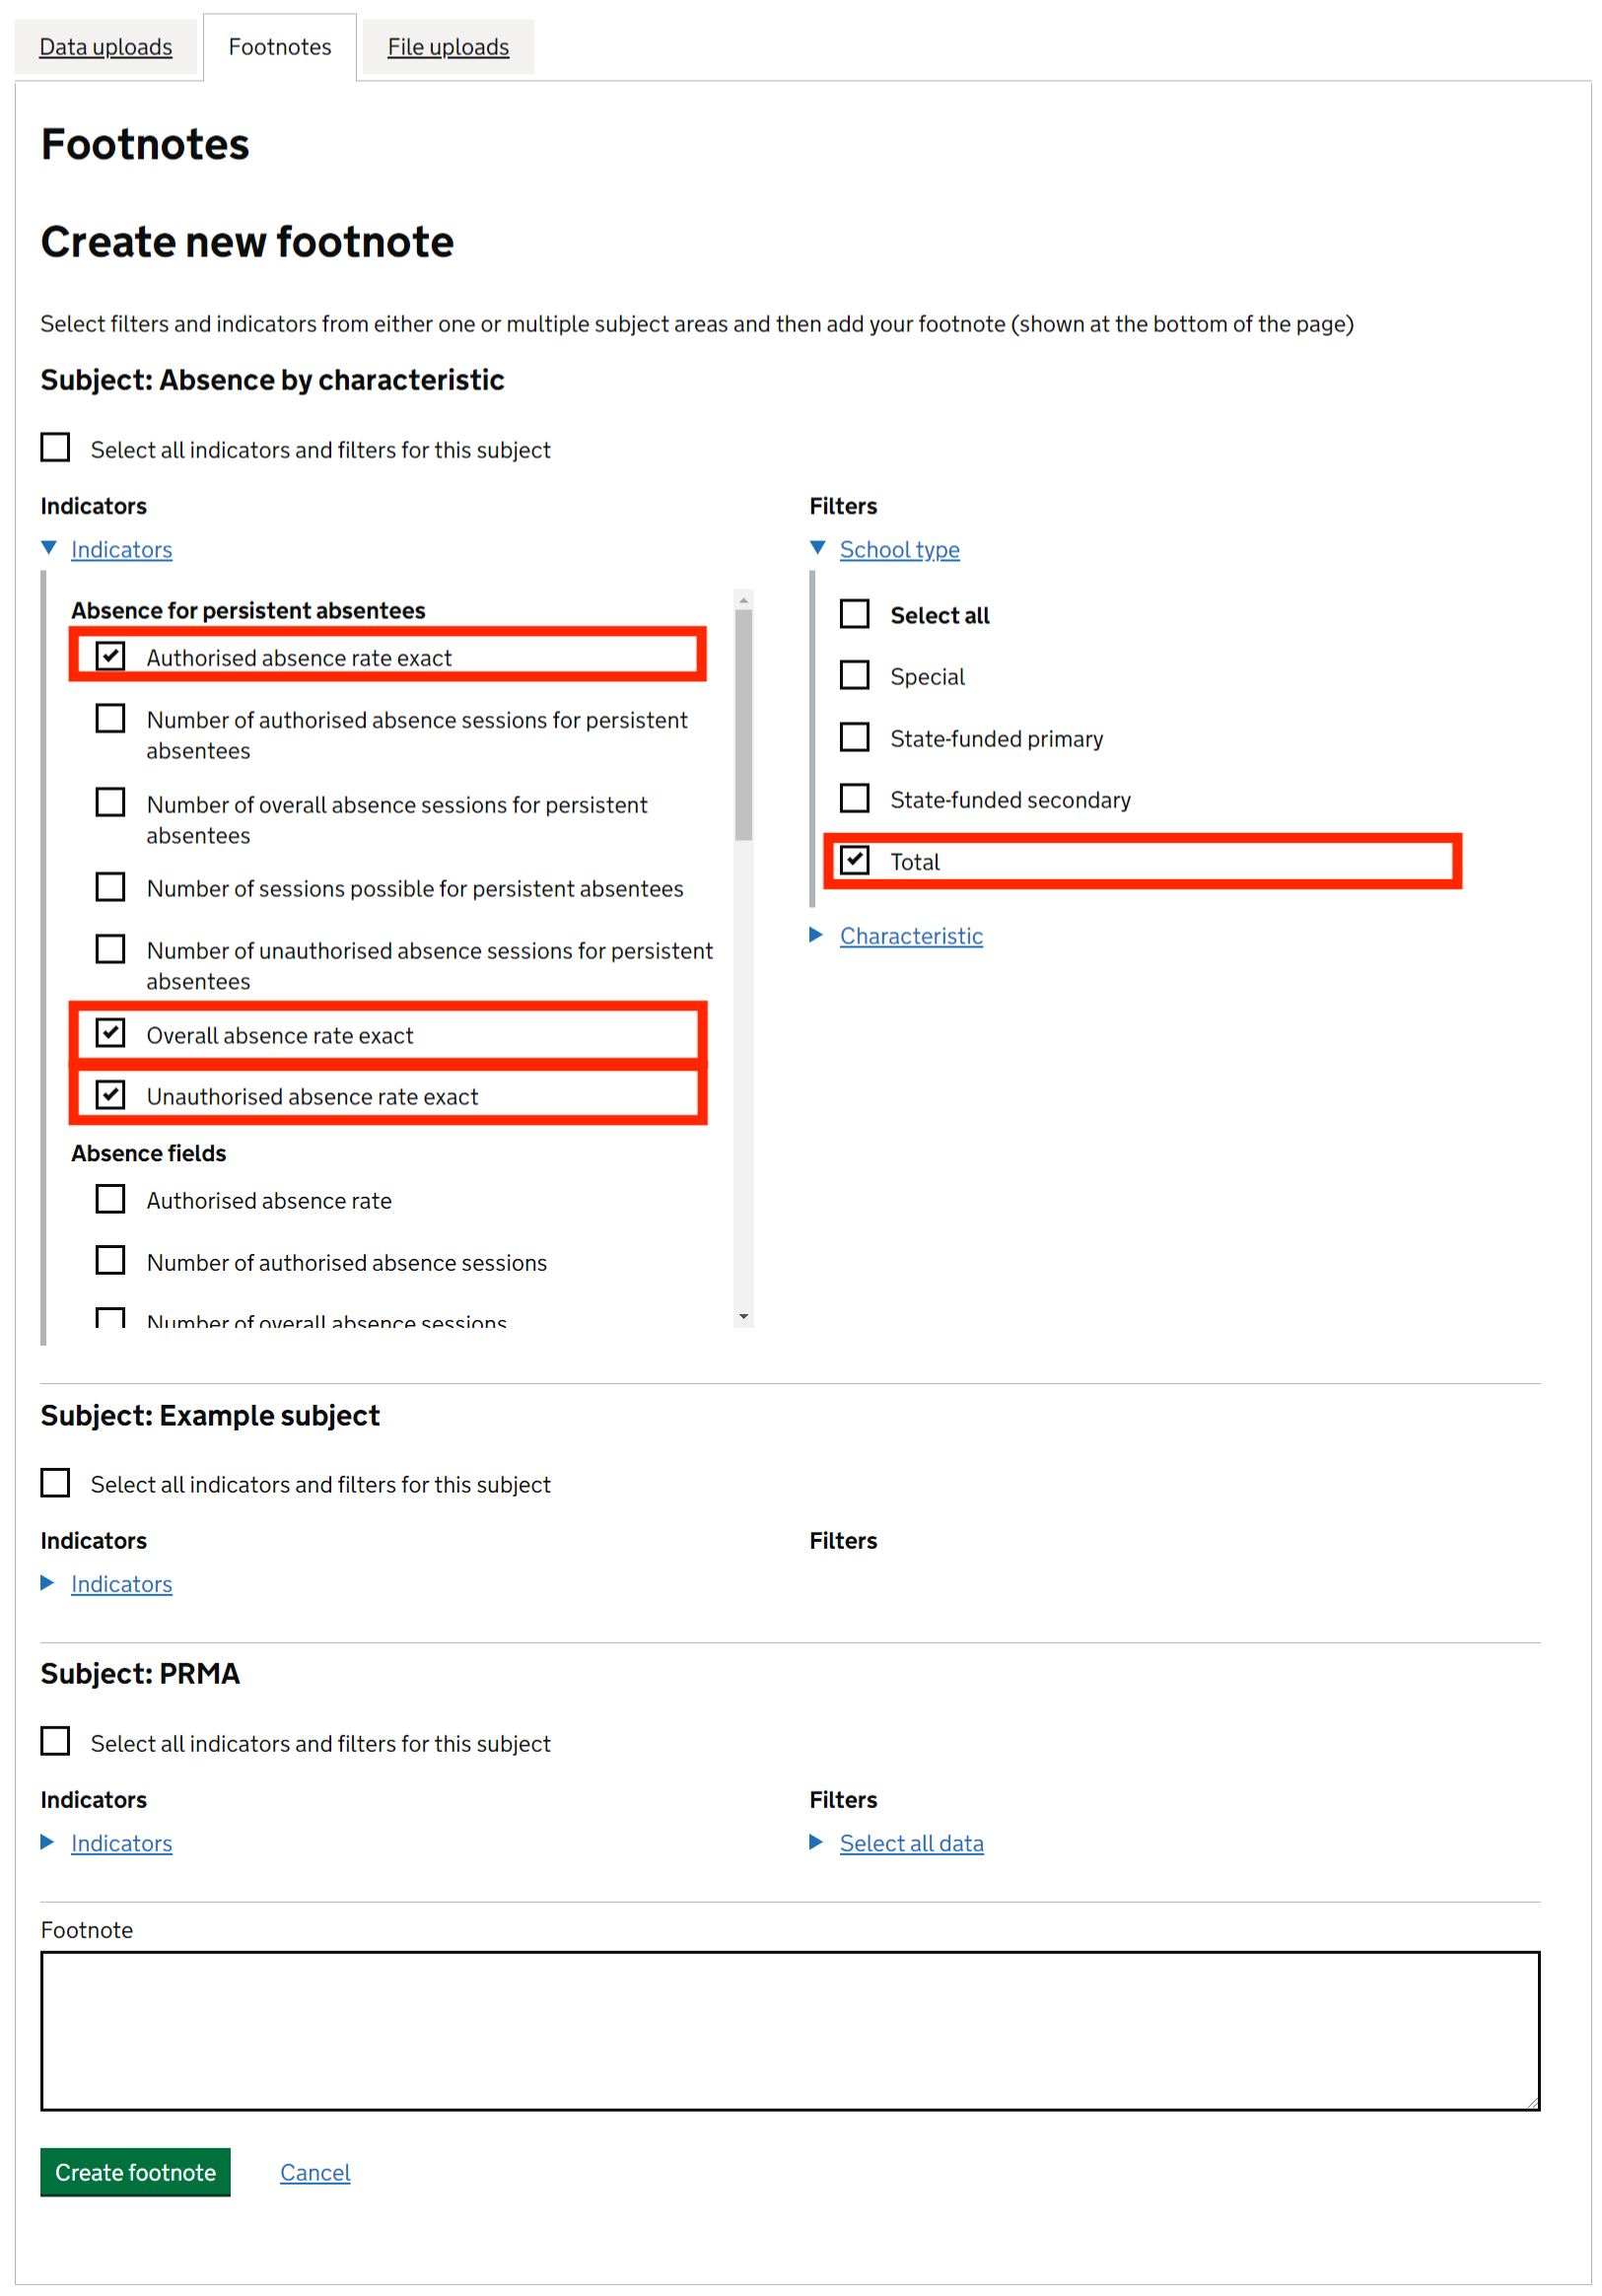 Data uploads
Footnotes
File uploads
Footnotes
Create new footnote
Select filters and indicators from either one or multiple subject areas and then add your footnote (shown at the bottom of the page)
Subject: Absence by characteristic
Select all indicators and filters for this subject
Indicators
Indicators
Absence for persistent absentees
Authorised absence rate exact
Number of authorised absence sessions for persistent
absentees
Number of overall absence sessions for persistent
absentees
Number of sessions possible for persistent absentees
Number of unauthorised absence sessions for persistent
absentees
Overall absence rate exact
Unauthorised absence rate exact
Absence fields
Authorised absence rate
Number of authorised absence sessions
Number of overall absence sessions
Filters
School type
Select all
Special
State-funded primary
State-funded secondary
Total
Characteristic
Subject: Example subject
Select all indicators and filters for this subject
Indicators
Indicators
Filters
Subject: PRMA
Select all indicators and filters for this subject
Indicators
Indicators
Filters
Select all data
Footnote
Create footnote
Cancel